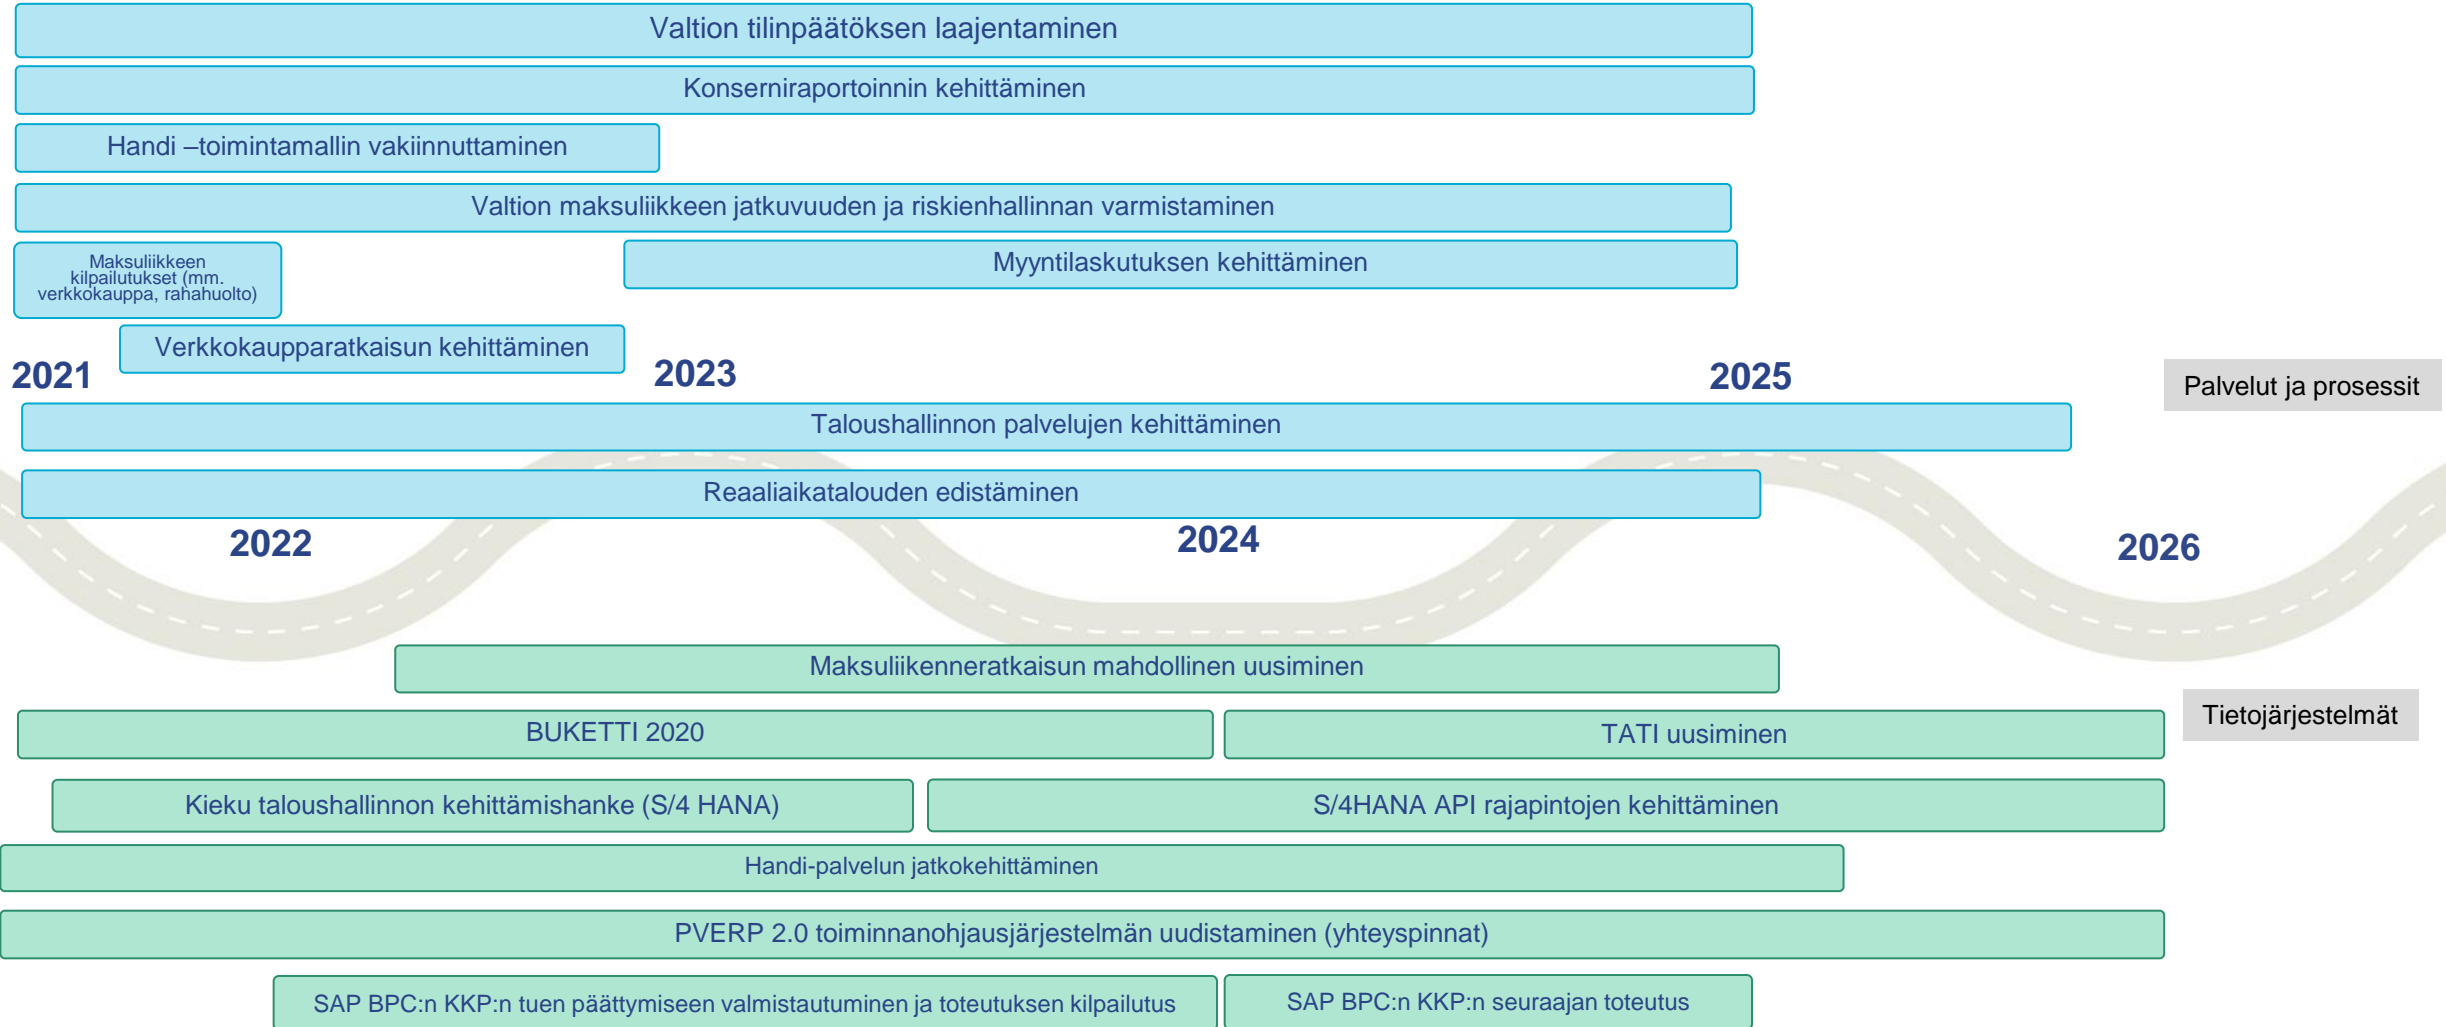 Valtion tilinpäätöksen laajentaminen
Konserniraportoinnin kehittäminen
Handi –toimintamallin vakiinnuttaminen
Valtion maksuliikkeen jatkuvuuden ja riskienhallinnan varmistaminen
Maksuliikkeen
kilpailutukset (mm.
verkkokauppa, rahahuolto)
Myyntilaskutuksen kehittäminen
Verkkokaupparatkaisun kehittäminen
2021
2023
2025
Palvelut ja prosessit
Taloushallinnon palvelujen kehittäminen
Reaaliaikatalouden edistäminen
2022
2024
2026
Maksuliikenneratkaisun mahdollinen uusiminen
Tietojärjestelmät
BUKETTI 2020
TATI uusiminen
Kieku taloushallinnon kehittämishanke (S/4 HANA)
S/4HANA API rajapintojen kehittäminen
Handi-palvelun jatkokehittäminen
PVERP 2.0 toiminnanohjausjärjestelmän uudistaminen (yhteyspinnat)
SAP BPC:n KKP:n tuen päättymiseen valmistautuminen ja toteutuksen kilpailutus
SAP BPC:n KKP:n seuraajan toteutus